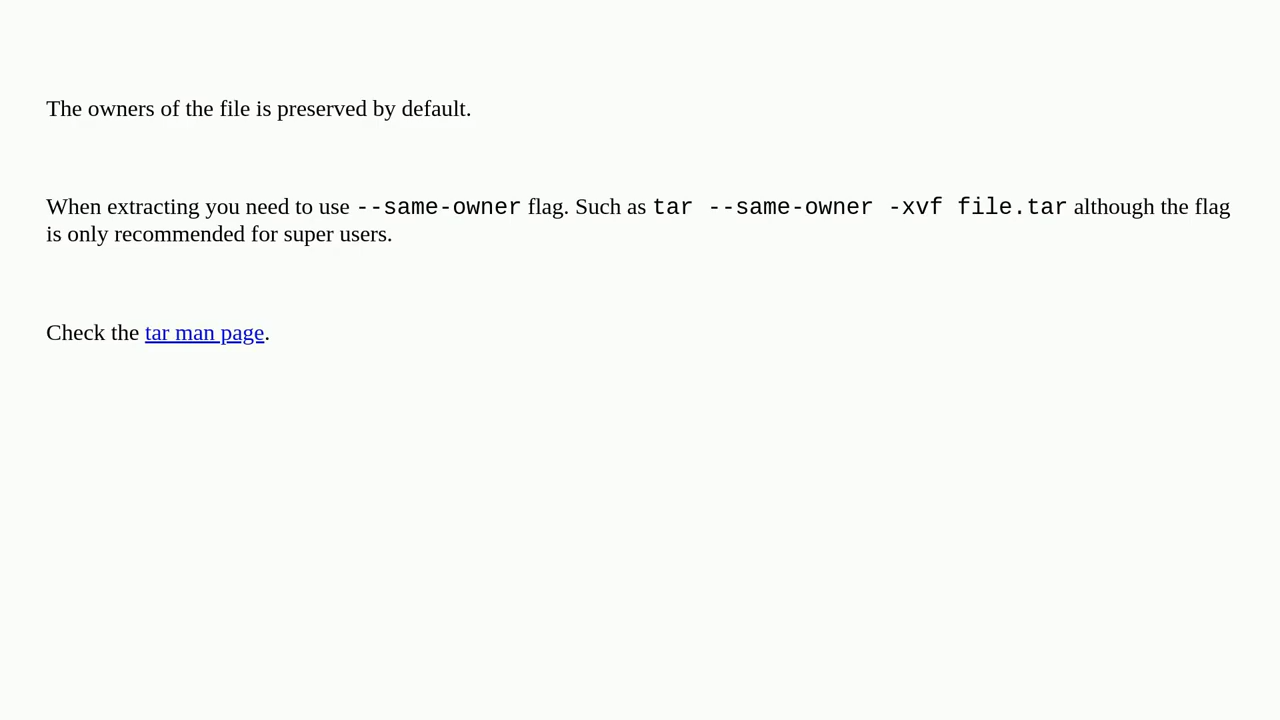 The owners of the file is preserved by default.
When extracting you need to use --same-owner flag. Such as tar --same-owner -xvf file.tar although the flag
is only recommended for super users.
Check the tar man page.